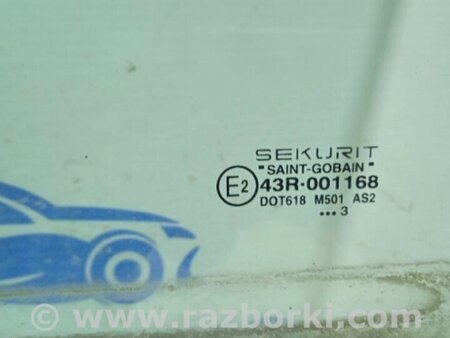 SEKURIT
"SAINT-GOBAIN"
E2 43R-001168
DOT618 M501 AS2
...3
© www.razborki.com